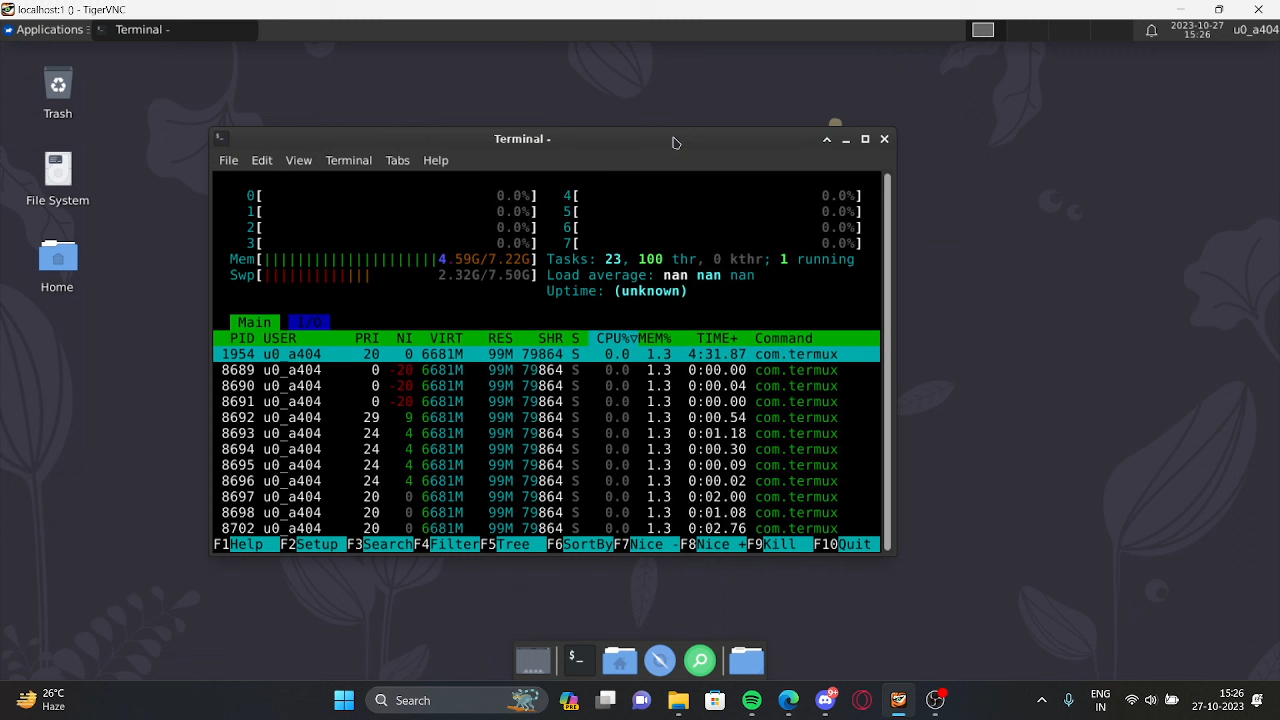 localhost:1 () - TigerVNC
Applications
Terminal -
2023-10-27
15:26
u0_a404
Trash
File System
Home
Terminal -
File Edit View Terminal Tabs Help
0[ 0.0%] 4[ 0.0%]
1[ 0.0%] 5[ 0.0%]
2[ 0.0%] 6[ 0.0%]
3[ 0.0%] 7[ 0.0%]
Mem[|||||||||||||||||||||4.59G/7.22G] Tasks: 23, 100 thr, 0 kthr; 1 running
Swp[||||||||||||| 2.32G/7.50G] Load average: nan nan nan
Uptime: (unknown)
Main I/O
PID USER PRI NI VIRT RES SHR S CPU%▽MEM% TIME+ Command
1954 u0_a404 20 0 6681M 99M 79864 S 0.0 1.3 4:31.87 com.termux
8689 u0_a404 0 -20 6681M 99M 79864 S 0.0 1.3 0:00.00 com.termux
8690 u0_a404 0 -20 6681M 99M 79864 S 0.0 1.3 0:00.04 com.termux
8691 u0_a404 0 -20 6681M 99M 79864 S 0.0 1.3 0:00.00 com.termux
8692 u0_a404 29 9 6681M 99M 79864 S 0.0 1.3 0:00.54 com.termux
8693 u0_a404 24 4 6681M 99M 79864 S 0.0 1.3 0:01.18 com.termux
8694 u0_a404 24 4 6681M 99M 79864 S 0.0 1.3 0:00.30 com.termux
8695 u0_a404 24 4 6681M 99M 79864 S 0.0 1.3 0:00.09 com.termux
8696 u0_a404 24 4 6681M 99M 79864 S 0.0 1.3 0:00.02 com.termux
8697 u0_a404 20 0 6681M 99M 79864 S 0.0 1.3 0:02.00 com.termux
8698 u0_a404 20 0 6681M 99M 79864 S 0.0 1.3 0:01.08 com.termux
8702 u0_a404 20 0 6681M 99M 79864 S 0.0 1.3 0:02.76 com.termux
F1Help F2Setup F3SearchF4FilterF5Tree F6SortByF7Nice -F8Nice +F9Kill F10Quit
26°C
Haze
Search
ENG
IN
15:26
27-10-2023